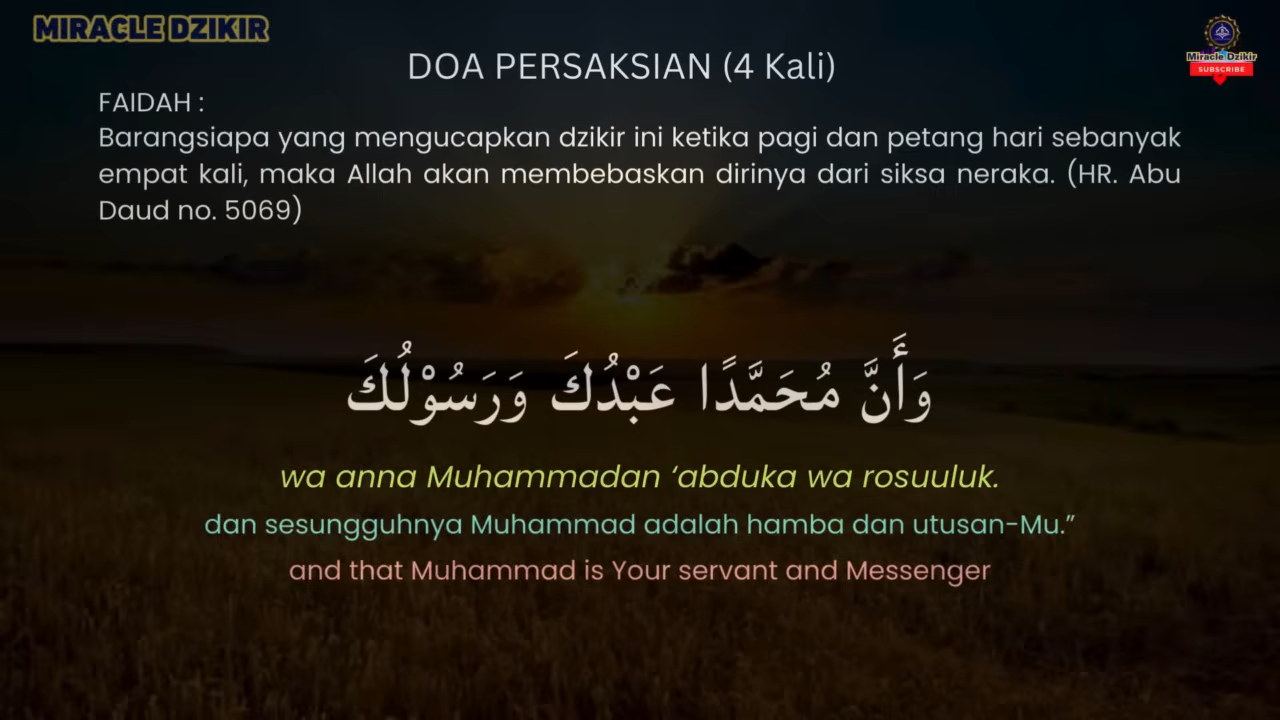 MIRACLE DZIKIR
Miracle Dzikir
SUBSCRIBE
DOA PERSAKSIAN (4 Kali)
FAIDAH :
Barangsiapa yang mengucapkan dzikir ini ketika pagi dan petang hari sebanyak
empat kali, maka Allah akan membebaskan dirinya dari siksa neraka. (HR. Abu
Daud no. 5069)
وَأَنَّ مُحَمَّدًا عَبْدُكَ وَرَسُوْلُكَ
wa anna Muhammadan ‘abduka wa rosuuluk.
dan sesungguhnya Muhammad adalah hamba dan utusan-Mu.”
and that Muhammad is Your servant and Messenger